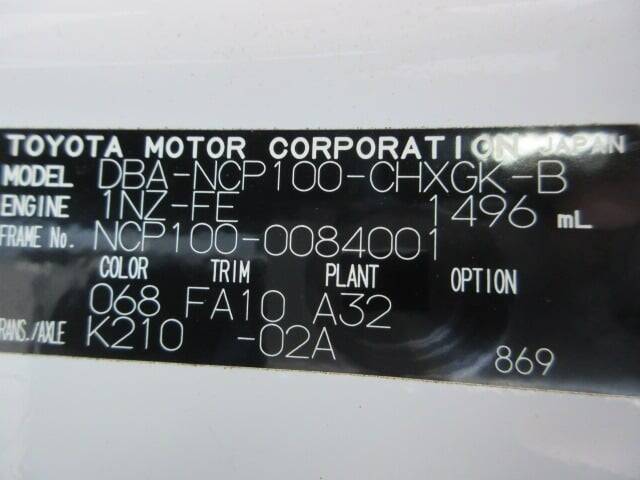 TOYOTA MOTOR CORPORATION JAPAN
MODEL DBA-NCP100-CHXGK-B
ENGINE 1NZ-FE 1496 mL
FRAME No. NCP100-0084001
COLOR TRIM PLANT OPTION
068 FA10 A32
RANS./AXLE K210 -02A
869